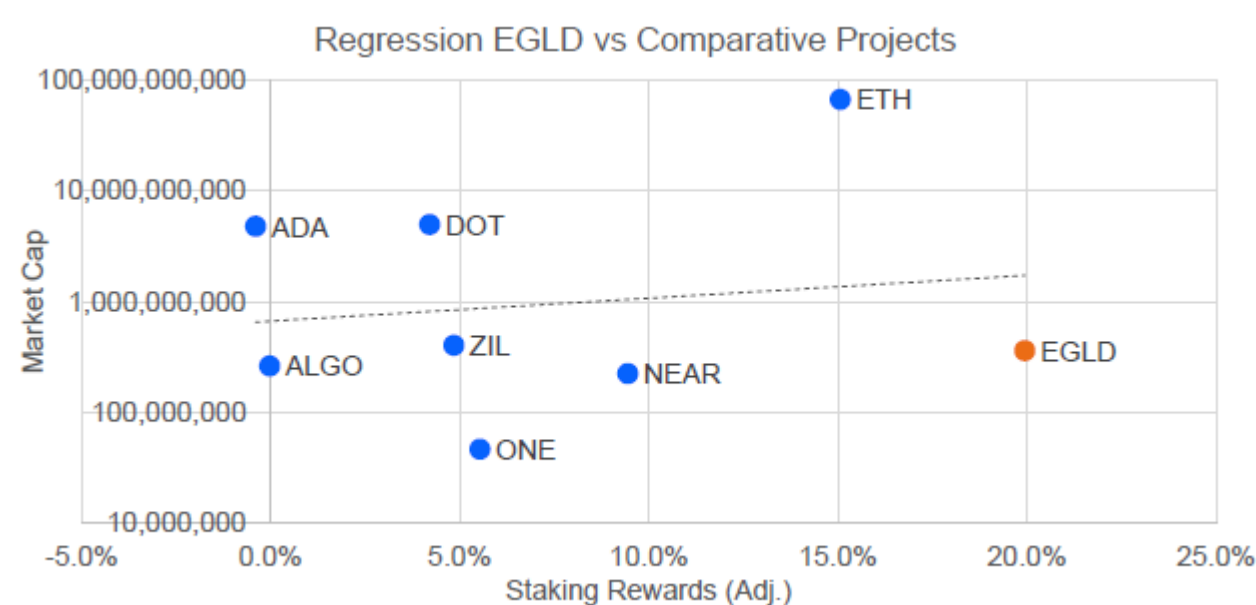 Regression EGLD vs Comparative Projects
100,000,000,000
ETH
10,000,000,000
ADA
DOT
Market Cap
1,000,000,000
ZIL
EGLD
ALGO
NEAR
100,000,000
ONE
10,000,000
-5.0% 0.0% 5.0% 10.0% 15.0% 20.0% 25.0%
Staking Rewards (Adj.)